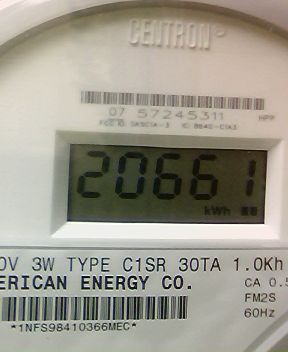 CENTRON
07 57245311 HPP
20661
kWh
0V 3W TYPE C1SR 30TA 1.0Kh
ERICAN ENERGY CO. CA 0.5
FM2S
60Hz
*1NFS98410366MEC*